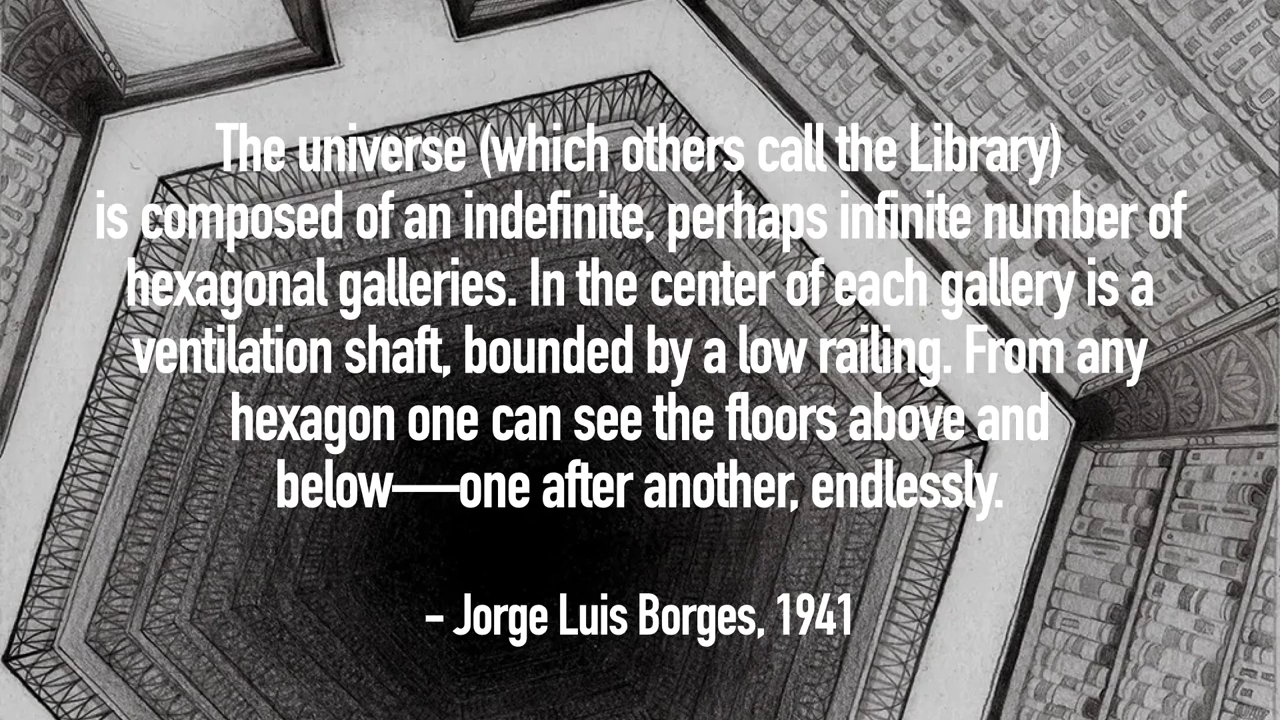 The universe (which others call the Library)
is composed of an indefinite, perhaps infinite number of
hexagonal galleries. In the center of each gallery is a
ventilation shaft, bounded by a low railing. From any
hexagon one can see the floors above and
below—one after another, endlessly.
– Jorge Luis Borges, 1941